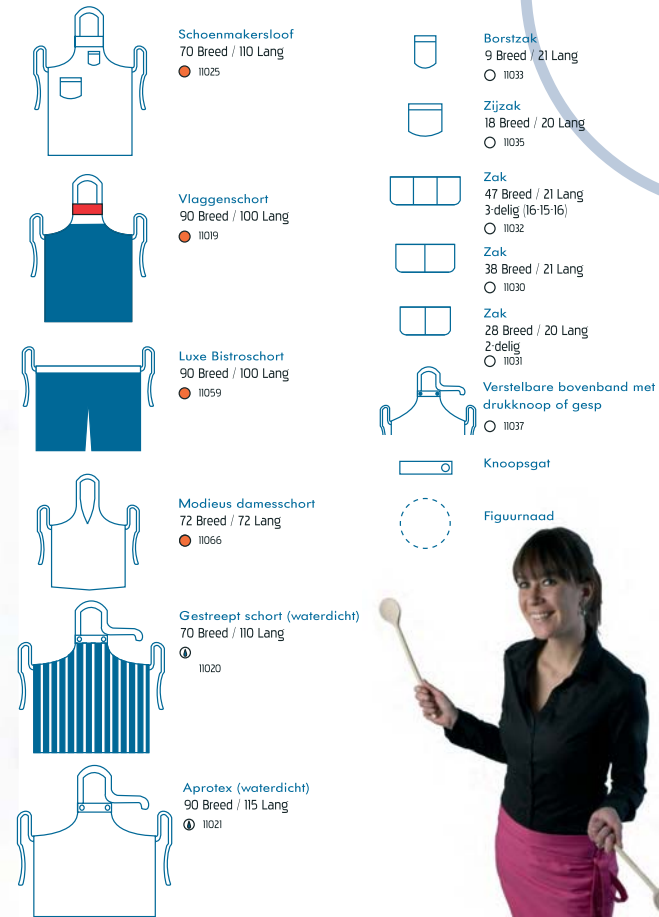 Schoenmakersloof
70 Breed / 110 Lang
11025
Vlaggenschort
90 Breed / 100 Lang
11019
Luxe Bistroschort
90 Breed / 100 Lang
11059
Modieus damesschort
72 Breed / 72 Lang
11066
Gestreept schort (waterdicht)
70 Breed / 110 Lang
11020
Aprotex (waterdicht)
90 Breed / 115 Lang
11021
Borstzak
9 Breed / 21 Lang
11033
Zijzak
18 Breed / 20 Lang
11035
Zak
47 Breed / 21 Lang
3-delig (16-15-16)
11032
Zak
38 Breed / 21 Lang
11030
Zak
28 Breed / 20 Lang
2-delig
11031
Verstelbare bovenband met
drukknoop of gesp
11037
Knoopsgat
Figuurnaad